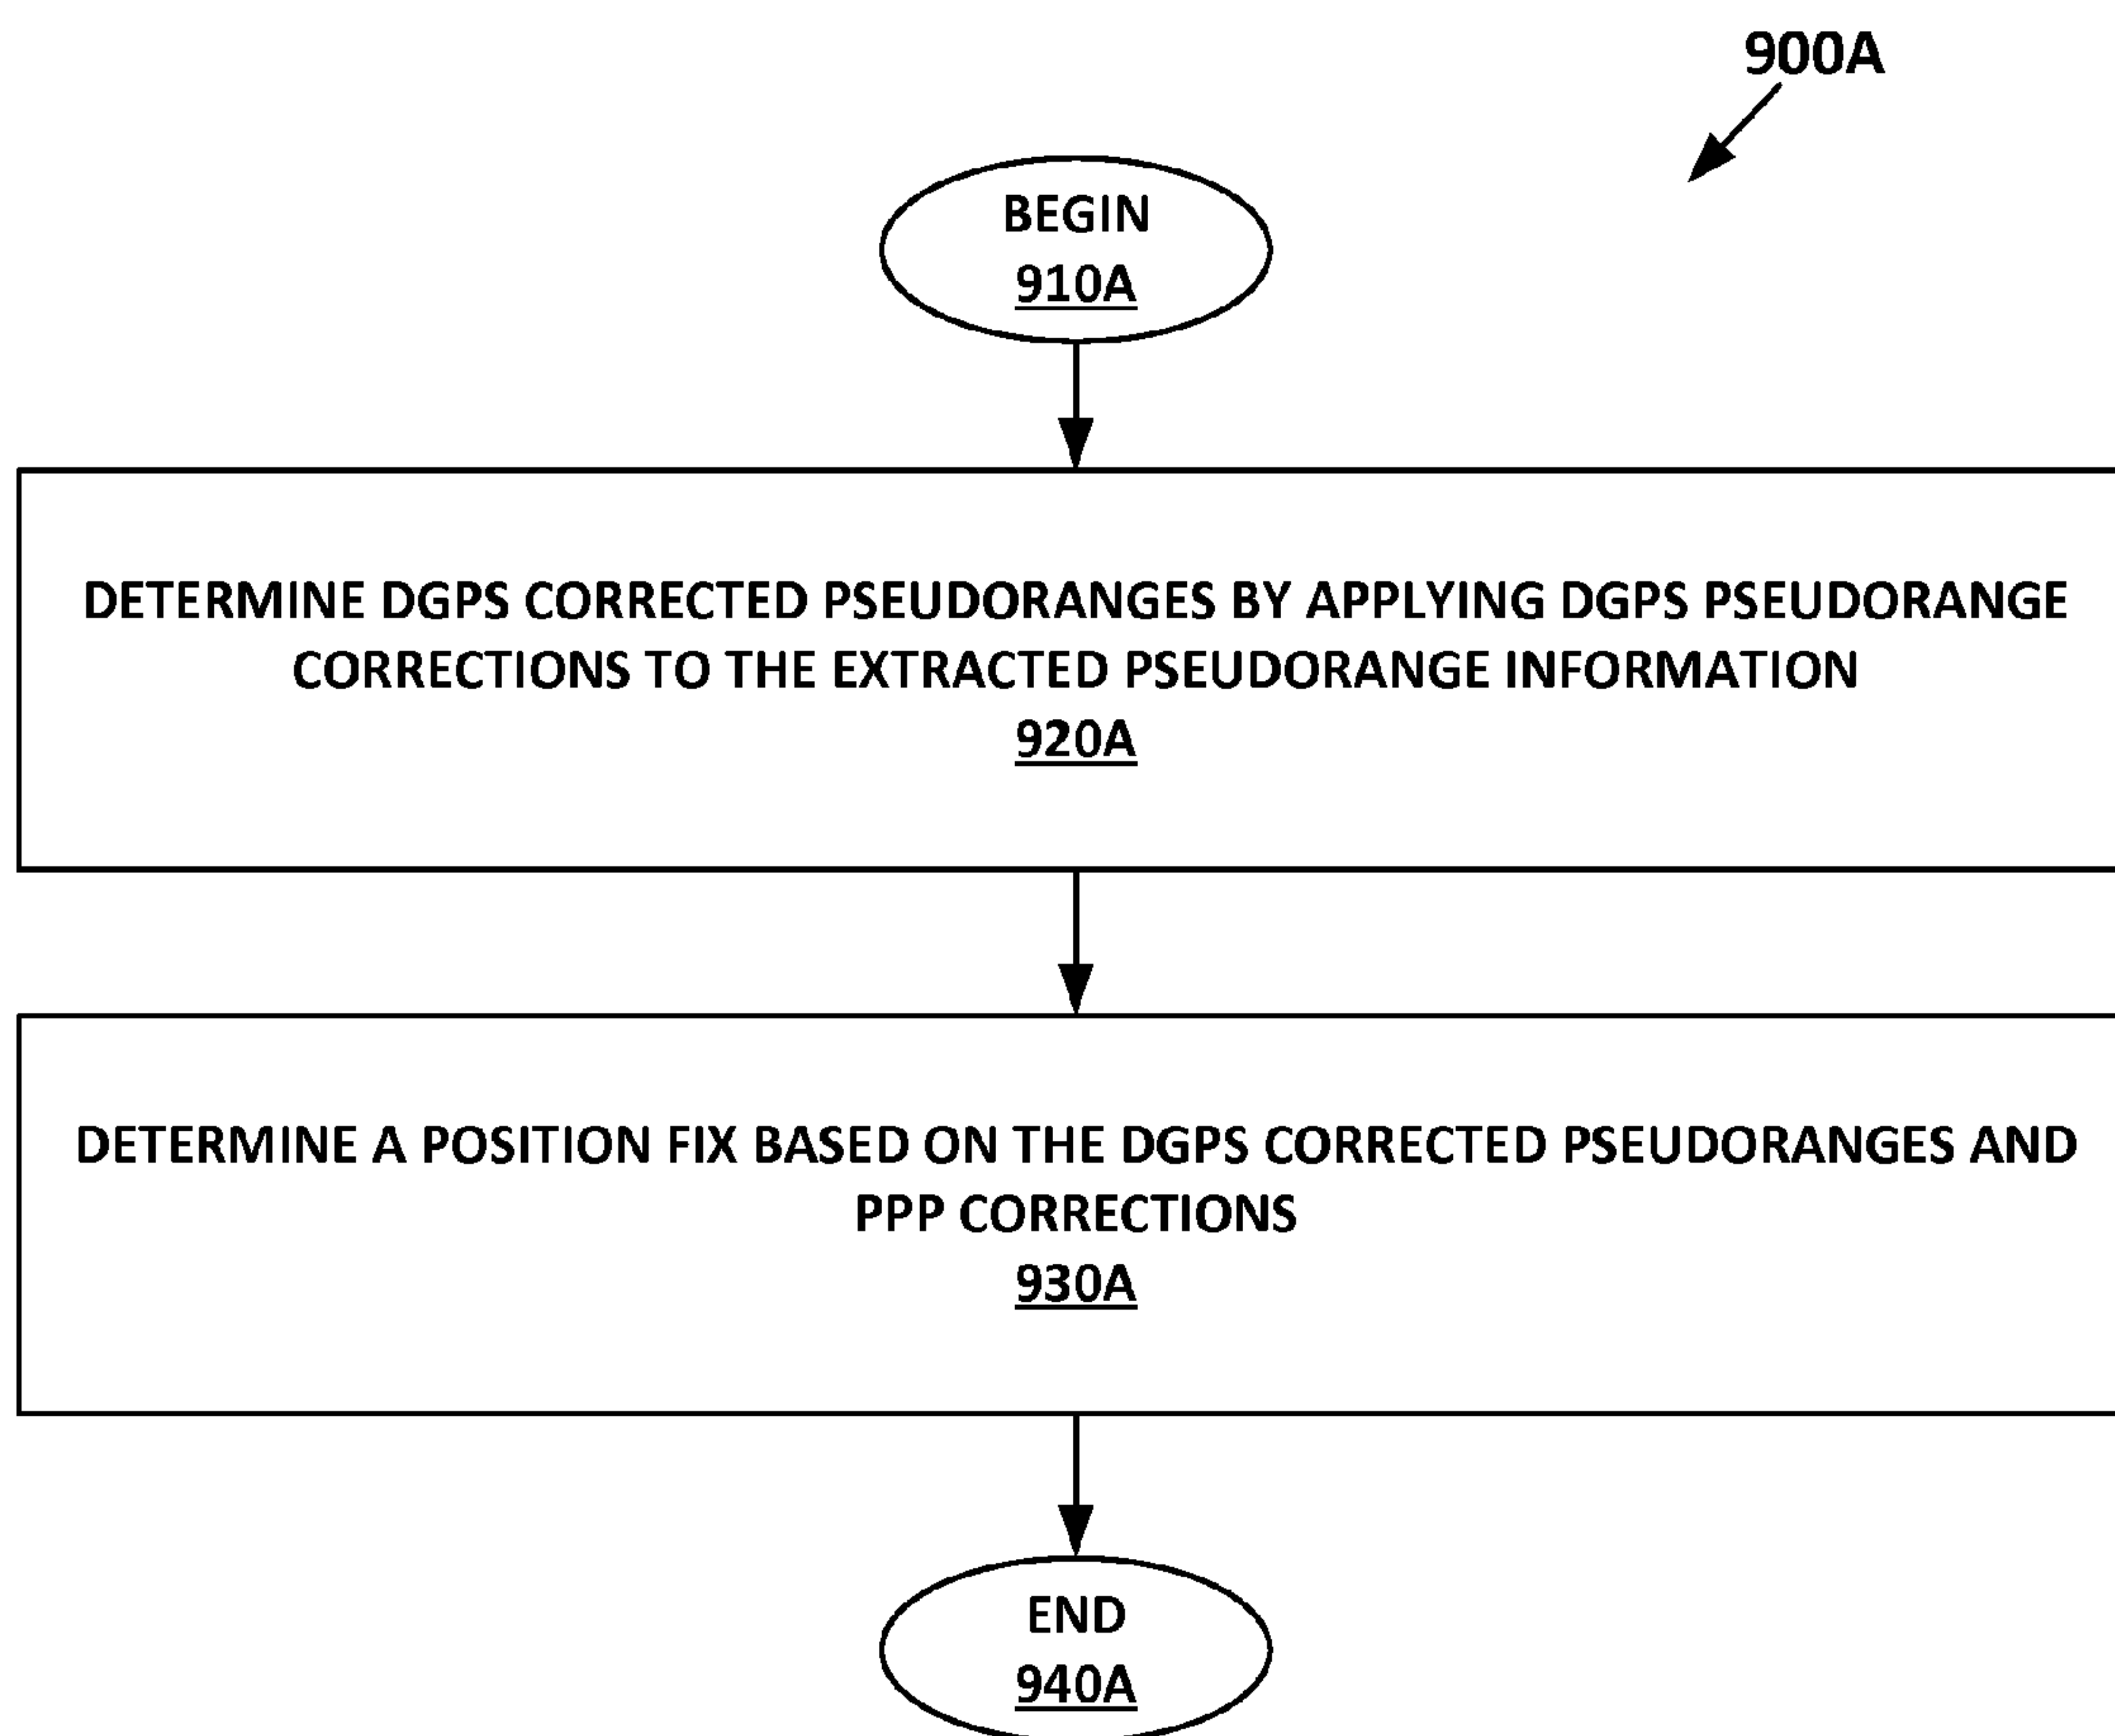 900A
BEGIN
910A
DETERMINE DGPS CORRECTED PSEUDORANGES BY APPLYING DGPS PSEUDORANGE
CORRECTIONS TO THE EXTRACTED PSEUDORANGE INFORMATION
920A
DETERMINE A POSITION FIX BASED ON THE DGPS CORRECTED PSEUDORANGES AND
PPP CORRECTIONS
930A
END
940A